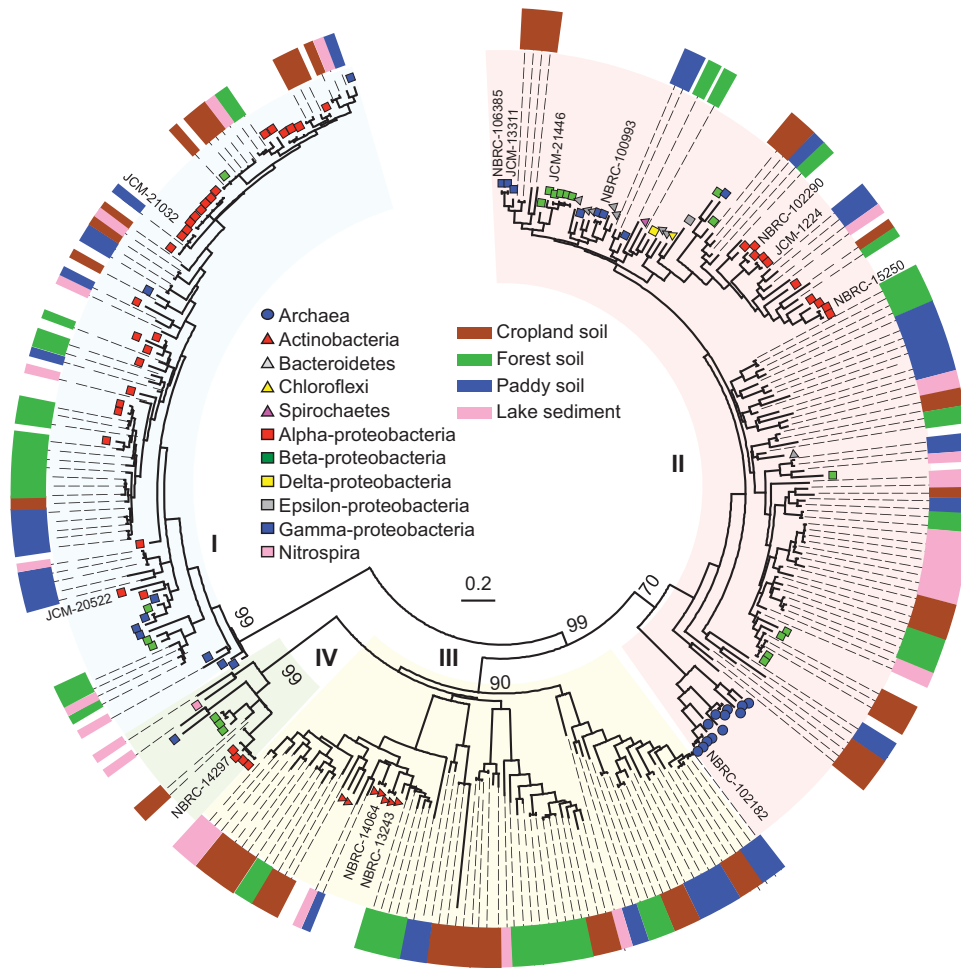 NBRC-106385
JCM-13311
JCM-21446
NBRC-100993
NBRC-102290
JCM-1224
NBRC-15250
JCM-21032
Archaea
Actinobacteria
Bacteroidetes
Chloroflexi
Spirochaetes
Alpha-proteobacteria
Beta-proteobacteria
Delta-proteobacteria
Epsilon-proteobacteria
Gamma-proteobacteria
Nitrospira
Cropland soil
Forest soil
Paddy soil
Lake sediment
I
II
0.2
JCM-20522
99
70
99
IV
III
99
90
NBRC-14297
NBRC-14064
NBRC-13243
NBRC-102182